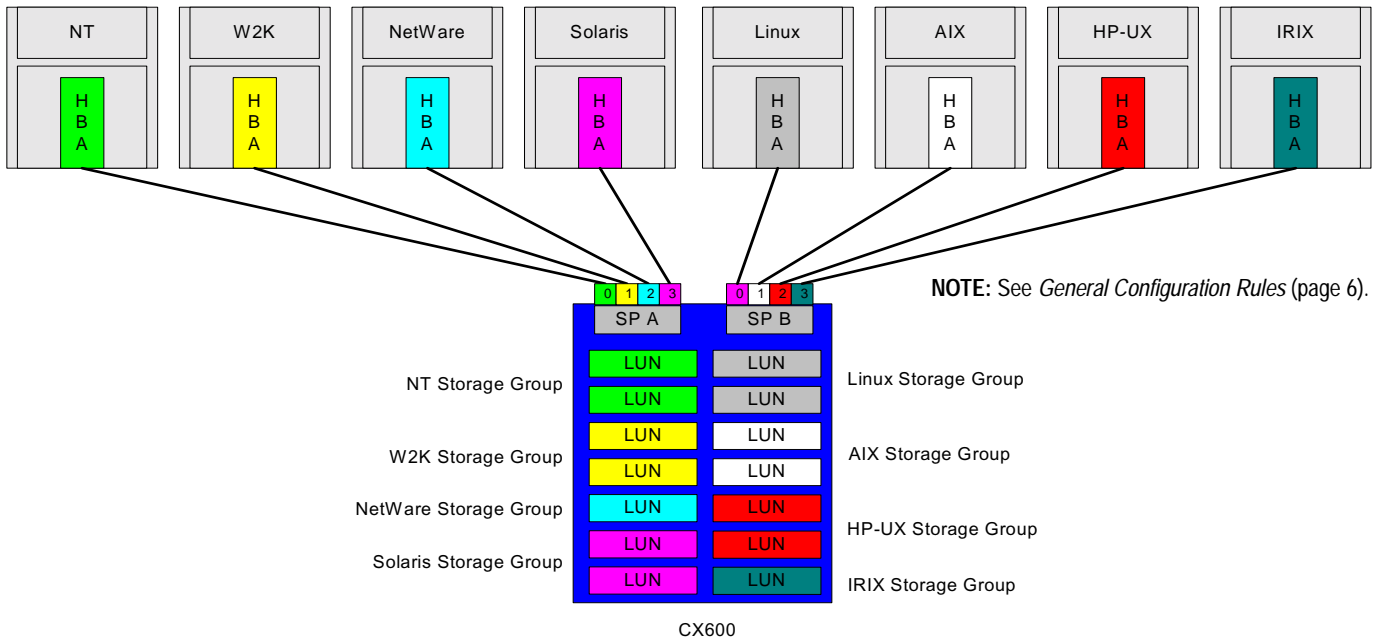 NT W2K NetWare Solaris Linux AIX HP-UX IRIX
H H H H H H H H
B B B B B B B B
A A A A A A A A
0 1 2 3 0 1 2 3
NOTE: See General Configuration Rules (page 6).
SP A SP B
LUN LUN
NT Storage Group Linux Storage Group
LUN LUN
LUN LUN
W2K Storage Group AIX Storage Group
LUN LUN
NetWare Storage Group LUN LUN
HP-UX Storage Group
LUN LUN
Solaris Storage Group
LUN LUN IRIX Storage Group
CX600